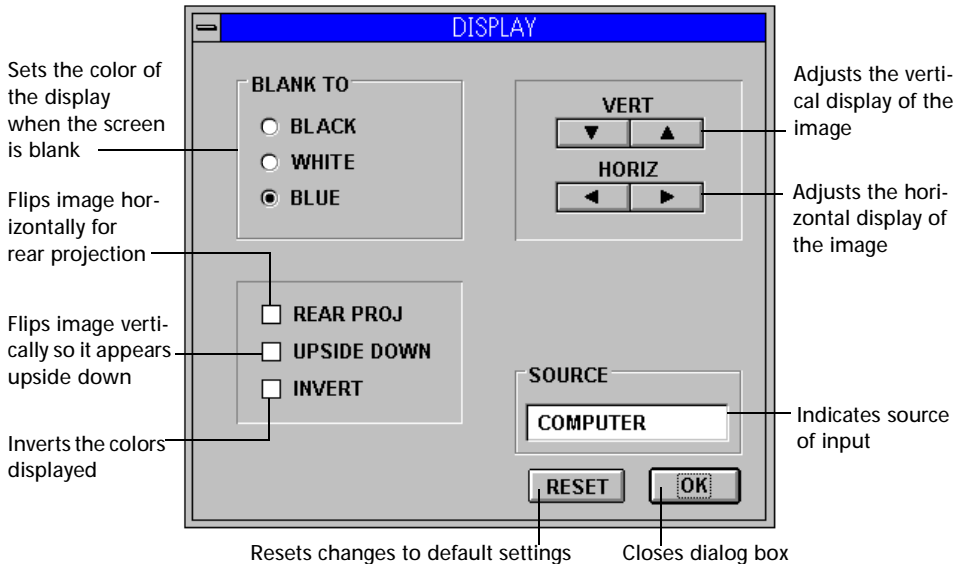 DISPLAY
Sets the color of
the display
when the screen
is blank
BLANK TO
BLACK
WHITE
BLUE
VERT
HORIZ
Adjusts the verti-
cal display of the
image
Adjusts the hori-
zontal display of
the image
Flips image hor-
izontally for
rear projection
Flips image verti-
cally so it appears
upside down
Inverts the colors
displayed
REAR PROJ
UPSIDE DOWN
INVERT
SOURCE
COMPUTER
Indicates source
of input
RESET
OK
Resets changes to default settings
Closes dialog box